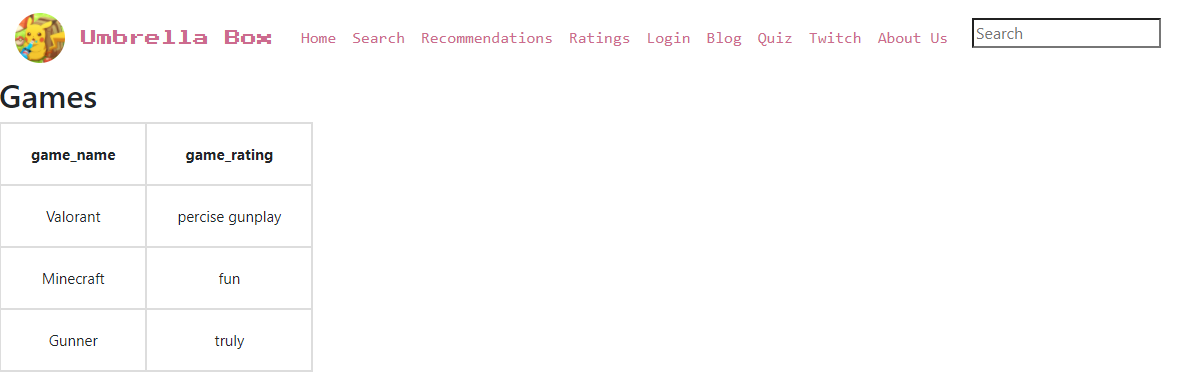 Umbrella Box Home Search Recommendations Ratings Login Blog Quiz Twitch About Us Search
Games
game_name game_rating
Valorant percise gunplay
Minecraft fun
Gunner truly